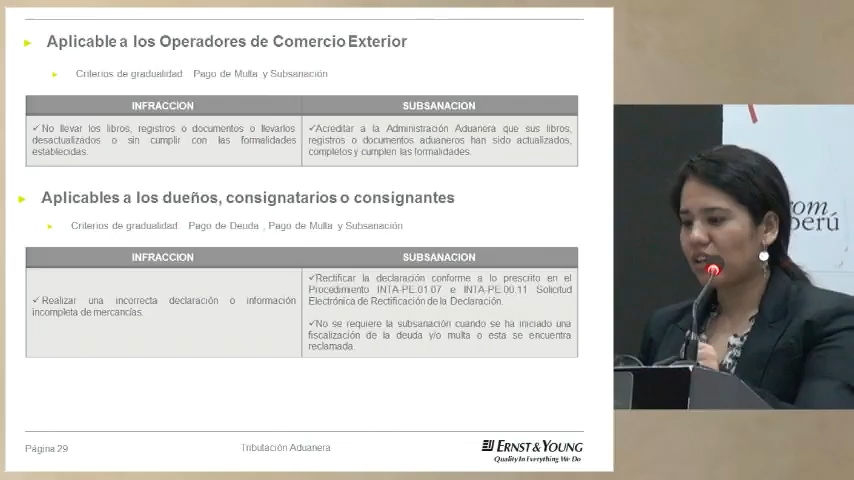 Aplicable a los Operadores de Comercio Exterior
Criterios de gradualidad Pago de Multa y Subsanación
INFRACCION
SUBSANACION
✓No llevar los libros, registros o documentos o llevarlos
desactualizados o sin cumplir con las formalidades
establecidas.
✓Acreditar a la Administración Aduanera que sus libros,
registros o documentos aduaneros han sido actualizados,
completos y cumplen las formalidades.
Aplicables a los dueños, consignatarios o consignantes
Criterios de gradualidad Pago de Deuda , Pago de Multa y Subsanación
INFRACCION
SUBSANACION
✓Realizar una incorrecta declaración o información
incompleta de mercancías.
✓Rectificar la declaración conforme a lo prescrito en el
Procedimiento INTA-PE.01.07 e INTA-PE.00.11 Solicitud
Electrónica de Rectificación de la Declaración.
✓No se requiere la subsanación cuando se ha iniciado una
fiscalización de la deuda y/o multa o esta se encuentra
reclamada.
Página 29
Tributación Aduanera
ERNST & YOUNG
Quality In Everything We Do
rom
perú